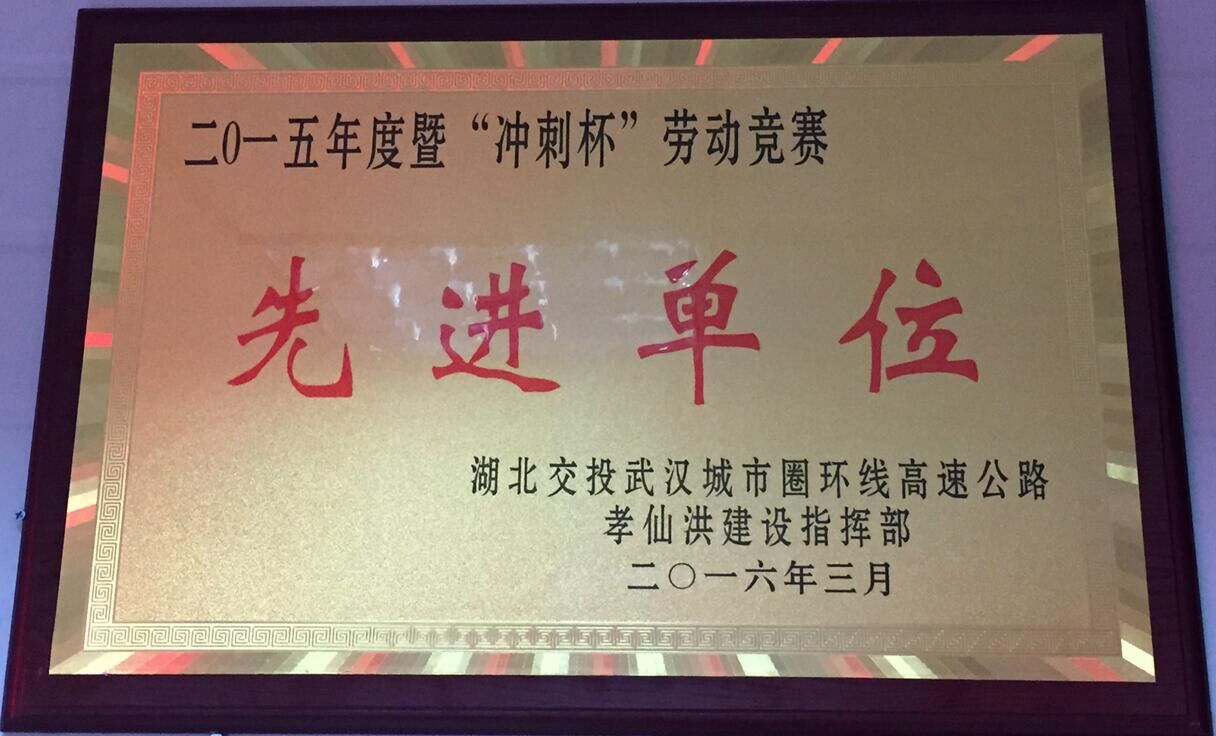 二0一五年度暨“冲刺杯”劳动竞赛
先进单位
湖北交投武汉城市圈环线高速公路
孝仙洪建设指挥部
二〇一六年三月